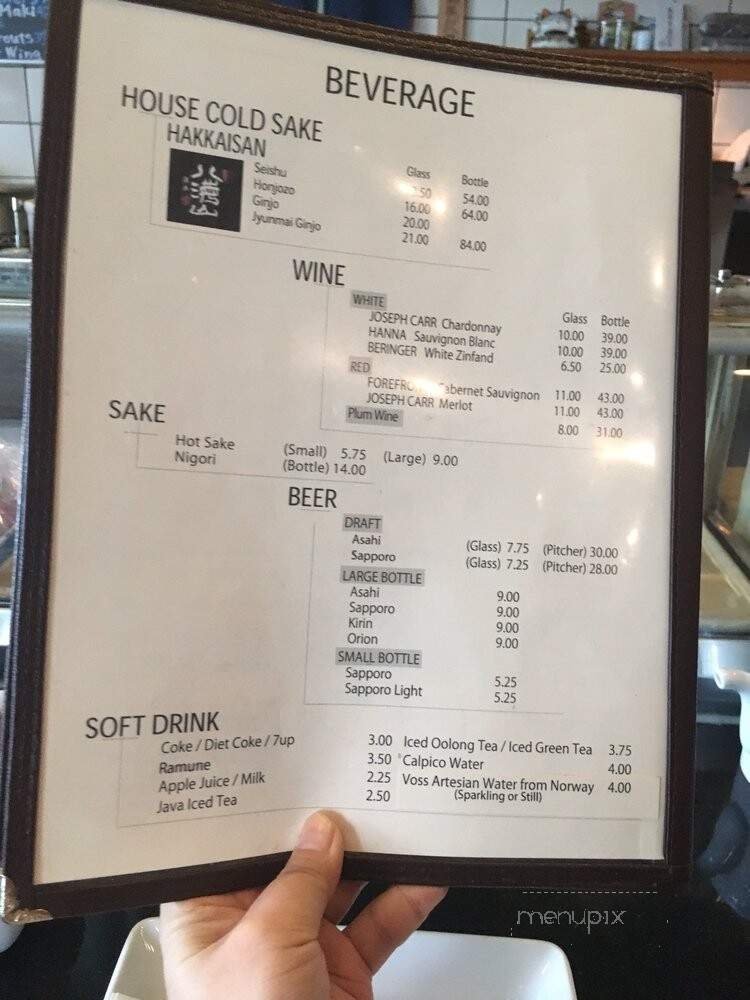 Maki
Wing
BEVERAGE
HOUSE COLD SAKE
HAKKAISAN
八海山
Glass Bottle
Seishu 50 54.00
Honjozo 16.00 64.00
Ginjo 20.00
Jyunmai Ginjo 21.00 84.00
WINE
WHITE Glass Bottle
JOSEPH CARR Chardonnay 10.00 39.00
HANNA Sauvignon Blanc 10.00 39.00
BERINGER White Zinfand 6.50 25.00
RED
Sauvignon 11.00 43.00
JOSEPH CARR Merlot 11.00 43.00
Plum Wine 8.00 31.00
SAKE
Hot Sake (Small) 5.75 (Large) 9.00
Nigori (Bottle) 14.00
BEER
DRAFT
Asahi (Glass) 7.75 (Pitcher) 30.00
Sapporo (Glass) 7.25 (Pitcher) 28.00
LARGE BOTTLE
Asahi 9.00
Sapporo 9.00
Kirin 9.00
Orion 9.00
SMALL BOTTLE
Sapporo 5.25
Sapporo Light 5.25
SOFT DRINK
Coke / Diet Coke / 7up 3.00 Iced Oolong Tea / Iced Green Tea 3.75
Ramune 3.50 Calpico Water 4.00
Apple Juice / Milk 2.25 Voss Artesian Water from Norway 4.00
(Sparkling or Still)
Java Iced Tea 2.50
menupix